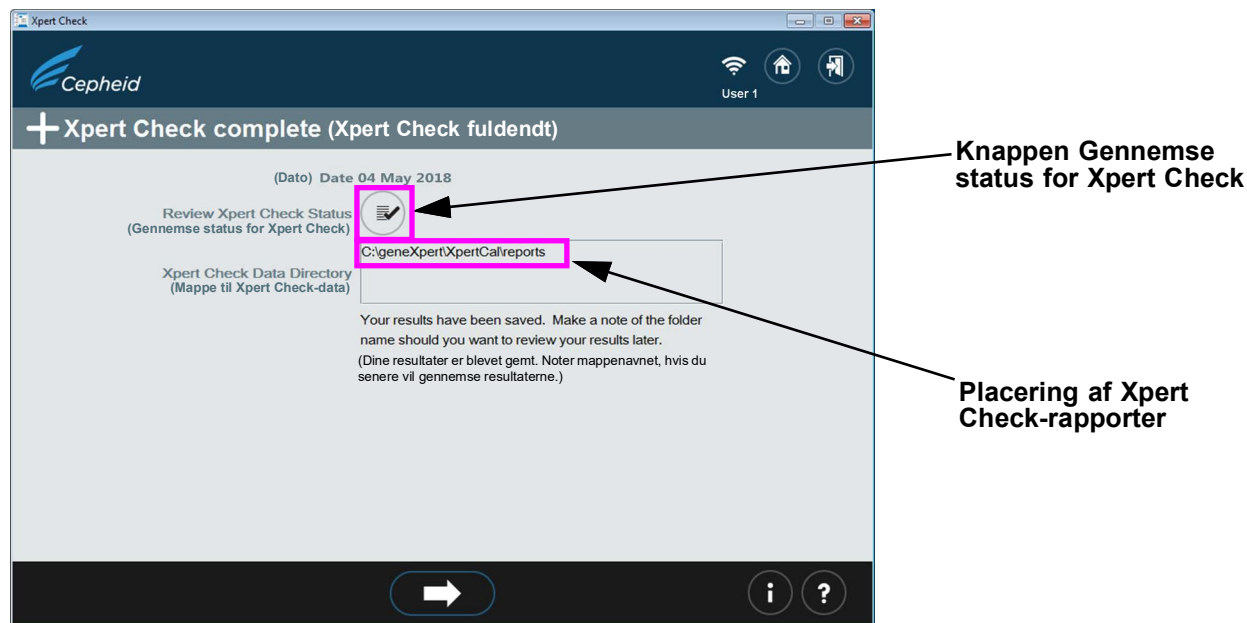 Xpert Check
Cepheid
User 1
Xpert Check complete (Xpert Check fuldendt)
(Dato) Date 04 May 2018
Review Xpert Check Status
(Gennemse status for Xpert Check)
C:\geneXpert\XpertCal\reports
Xpert Check Data Directory
(Mappe til Xpert Check-data)
Your results have been saved. Make a note of the folder
name should you want to review your results later.
(Dine resultater er blevet gemt. Noter mappenavnet, hvis du
senere vil gennemse resultaterne.)
i ?
Knappen Gennemse
status for Xpert Check
Placering af Xpert
Check-rapporter